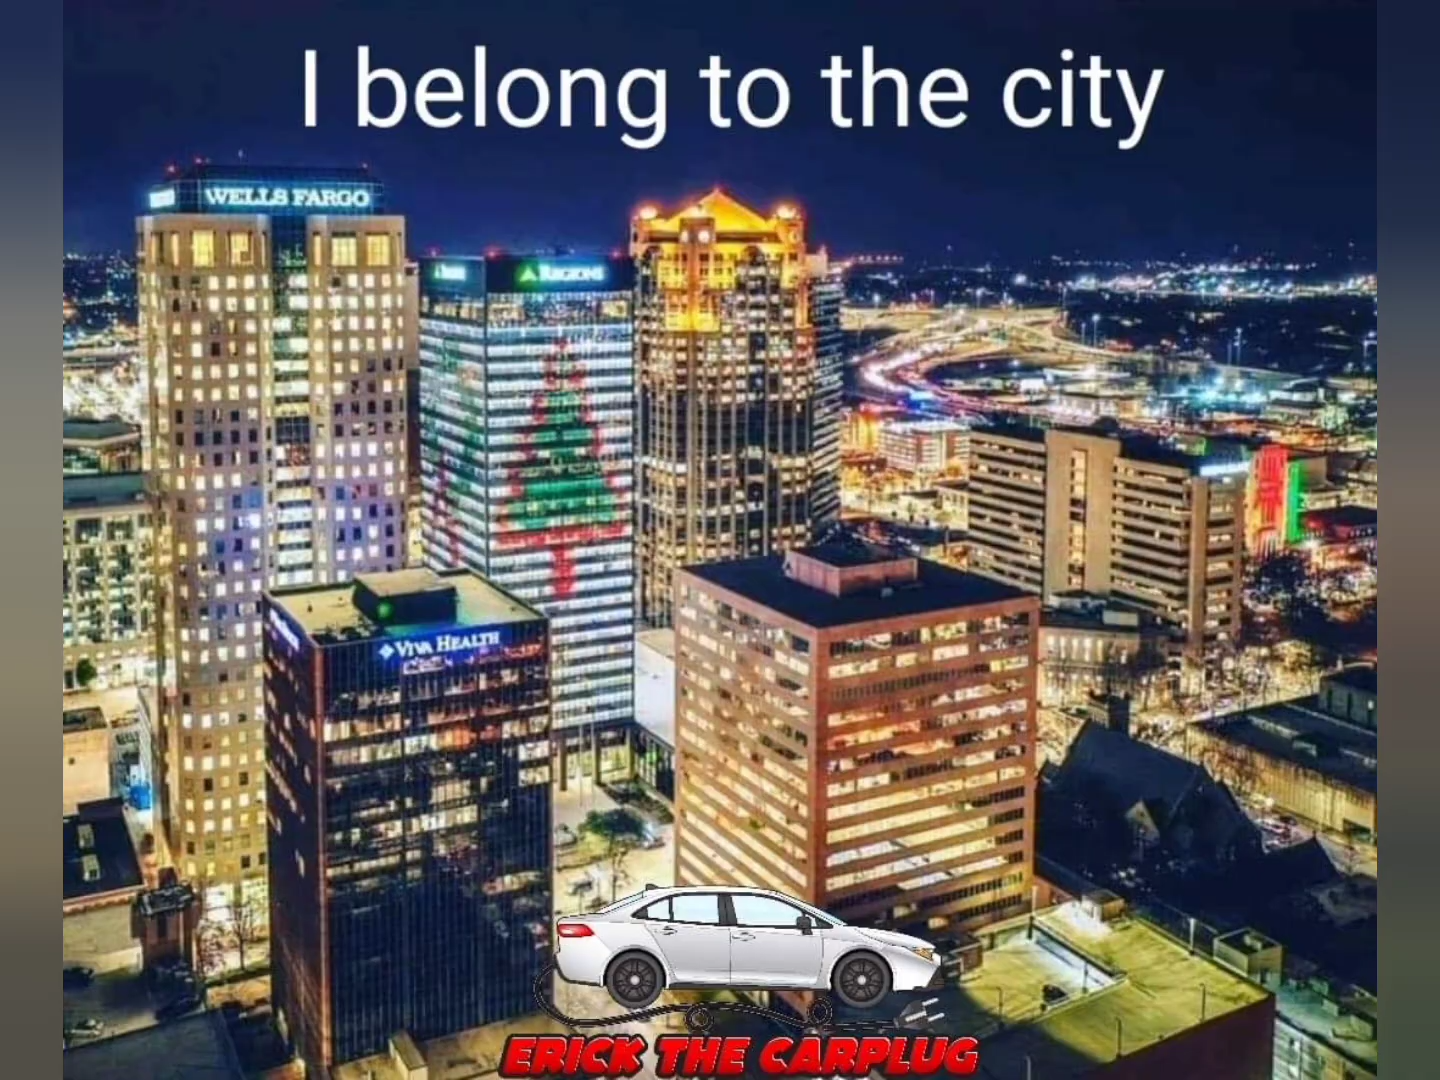 I belong to the city
WELLS FARGO
REGIONS
VIVA HEALTH
ERICK THE CARPLUG